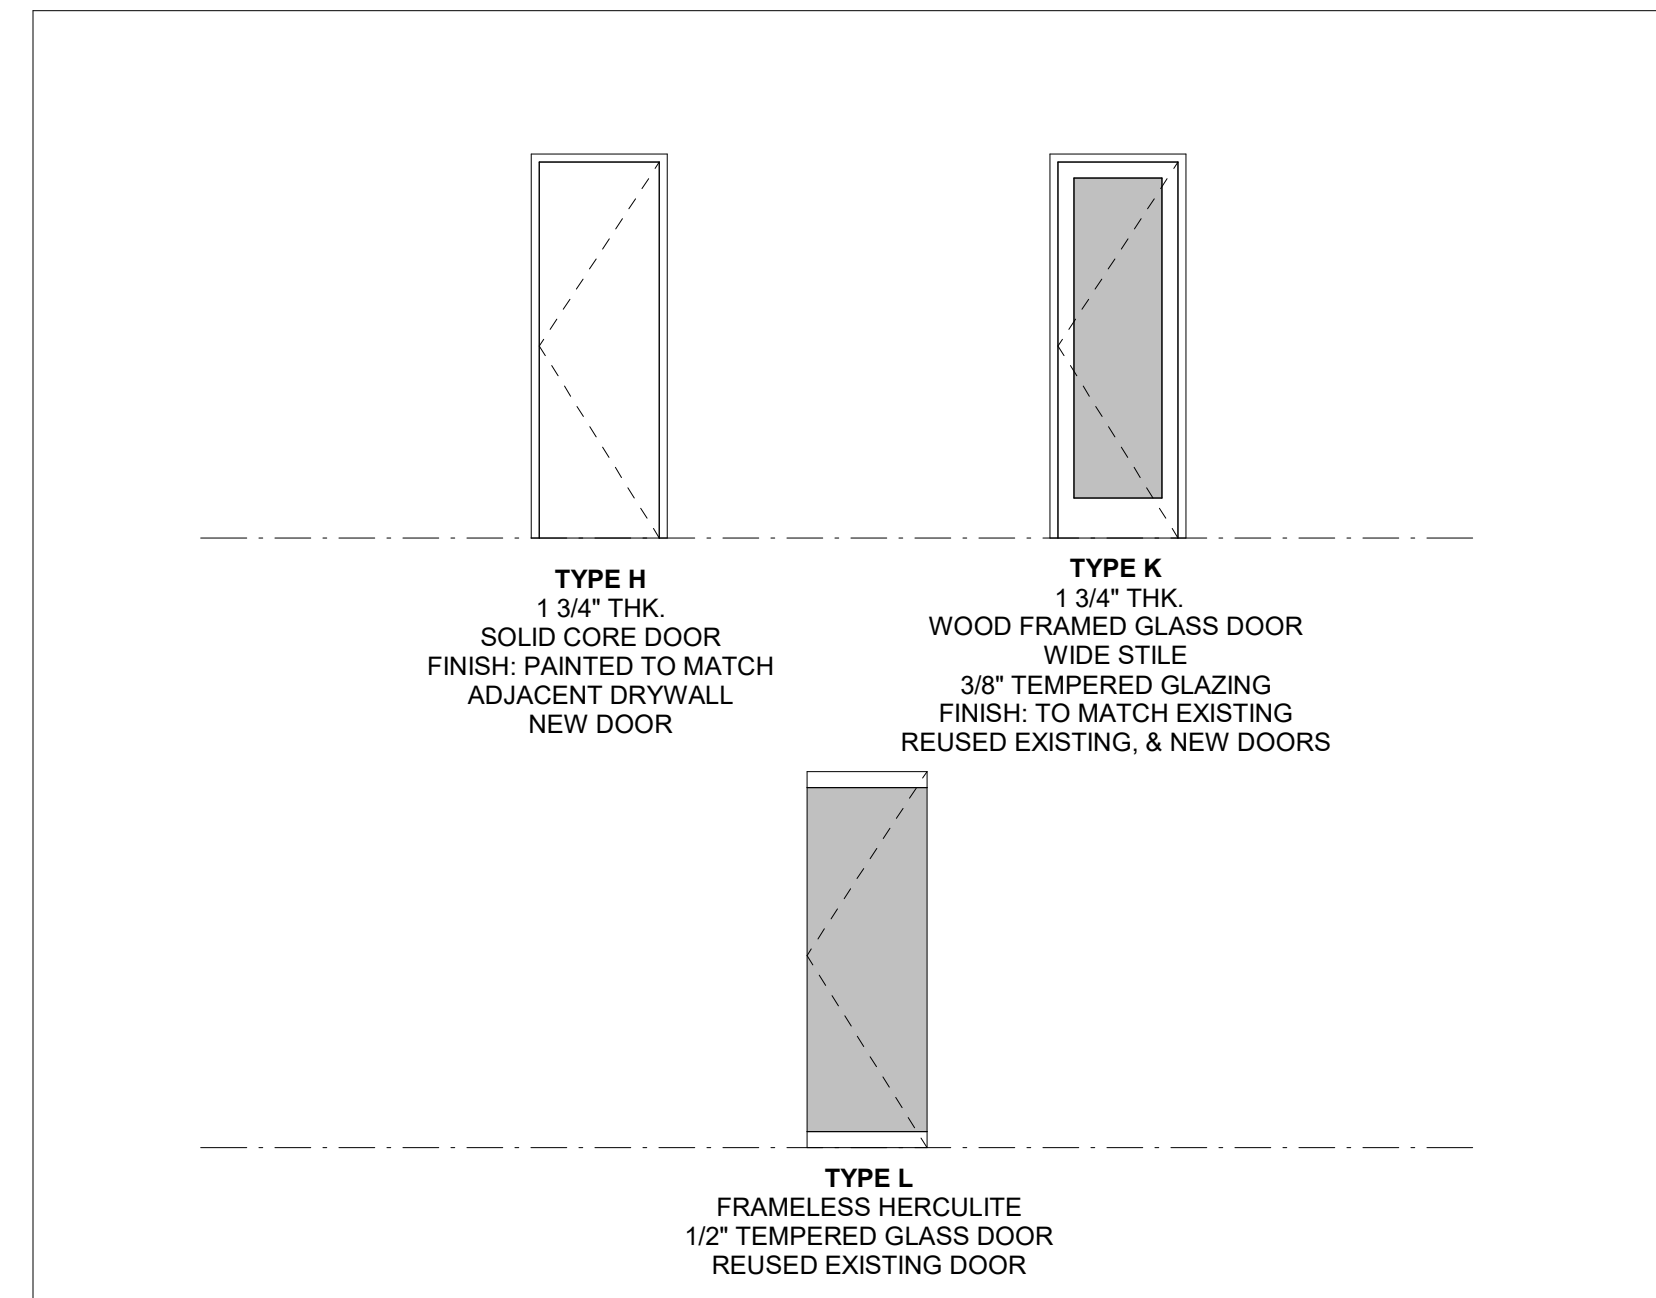 TYPE H
1 3/4" THK.
SOLID CORE DOOR
FINISH: PAINTED TO MATCH
ADJACENT DRYWALL
NEW DOOR
TYPE K
1 3/4" THK.
WOOD FRAMED GLASS DOOR
WIDE STILE
3/8" TEMPERED GLAZING
FINISH: TO MATCH EXISTING
REUSED EXISTING, & NEW DOORS
TYPE L
FRAMELESS HERCULITE
1/2" TEMPERED GLASS DOOR
REUSED EXISTING DOOR